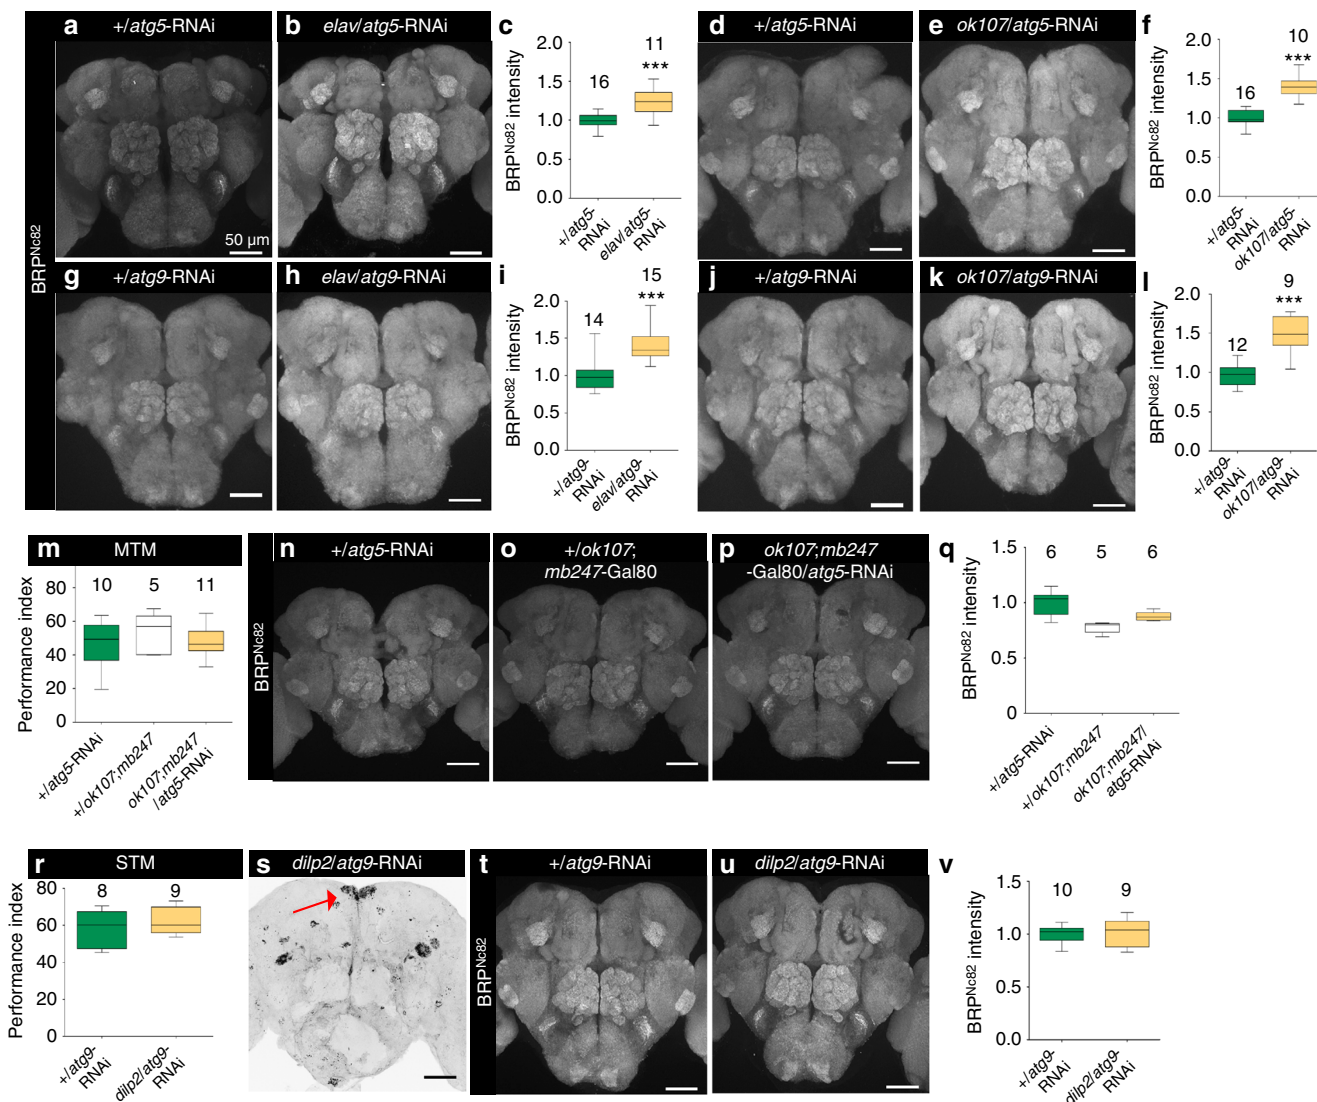 a +/atg5-RNAi
b elav/atg5-RNAi
BRPNc82
50 µm
c
2.0
1.5
1.0
0.5
0.0
BRPNc82 intensity
16
11
***
+/atg5-
RNAi
elav/atg5-
RNAi
d +/atg5-RNAi
e ok107/atg5-RNAi
f
2.0
1.5
1.0
0.5
0.0
BRPNc82 intensity
16
10
***
+/atg5-
RNAi
ok107/atg5-
RNAi
g +/atg9-RNAi
h elav/atg9-RNAi
i
2.0
1.5
1.0
0.5
0.0
BRPNc82 intensity
14
15
***
+/atg9-
RNAi
elav/atg9-
RNAi
j +/atg9-RNAi
k ok107/atg9-RNAi
l
2.0
1.5
1.0
0.5
0.0
BRPNc82 intensity
12
9
***
+/atg9-
RNAi
ok107/atg9-
RNAi
m MTM
80
60
40
20
0
Performance index
10
5
11
+/atg5-RNAi
+/ok107;mb247
ok107;mb247
/atg5-RNAi
BRPNc82
n +/atg5-RNAi
o +/ok107;
mb247-Gal80
p ok107;mb247
-Gal80/atg5-RNAi
q
1.5
1.0
0.5
0
BRPNc82 intensity
6
5
6
+/atg5-RNAi
+/ok107;mb247
ok107;mb247/
atg5-RNAi
r STM
80
60
40
20
0
Performance index
8
9
+/atg9-
RNAi
dilp2/atg9-
RNAi
s dilp2/atg9-RNAi
BRPNc82
t +/atg9-RNAi
u dilp2/atg9-RNAi
v
1.5
1.0
0.5
0.0
BRPNc82 intensity
10
9
+/atg9-
RNAi
dilp2/atg9-
RNAi